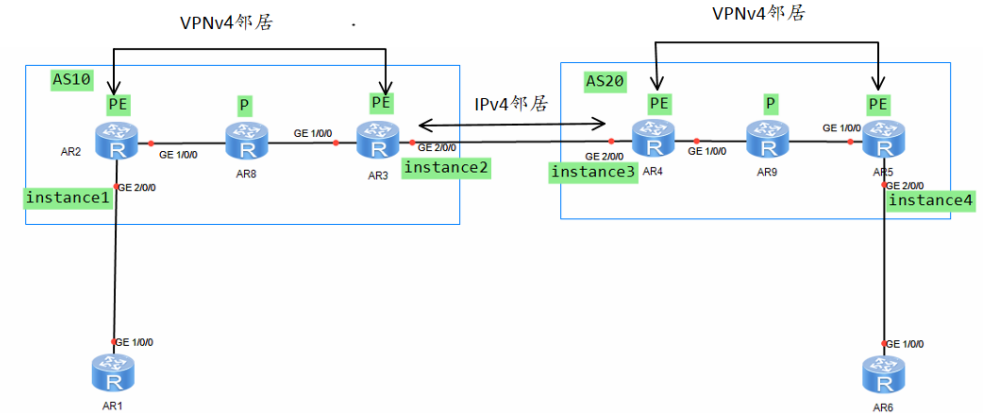 VPNv4邻居
VPNv4邻居
AS10
AS20
PE
P
PE
IPv4邻居
PE
P
PE
GE 1/0/0
GE 1/0/0
GE 2/0/0
GE 2/0/0
GE 1/0/0
GE 1/0/0
AR2
AR8
AR3
AR4
AR9
AR5
instance2
instance3
GE 2/0/0
instance1
GE 2/0/0
instance4
GE 1/0/0
AR1
GE 1/0/0
AR6
R
R
R
R
R
R
R
R